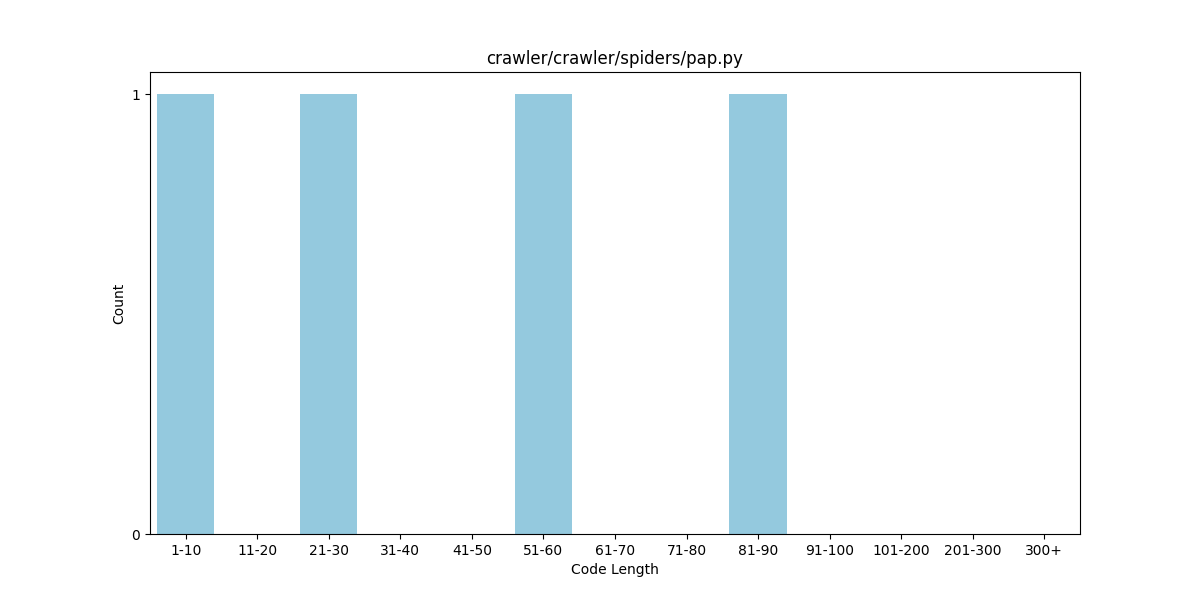 crawler/crawler/spiders/pap.py
1
0
Count
1-10 11-20 21-30 31-40 41-50 51-60 61-70 71-80 81-90 91-100 101-200 201-300 300+
Code Length